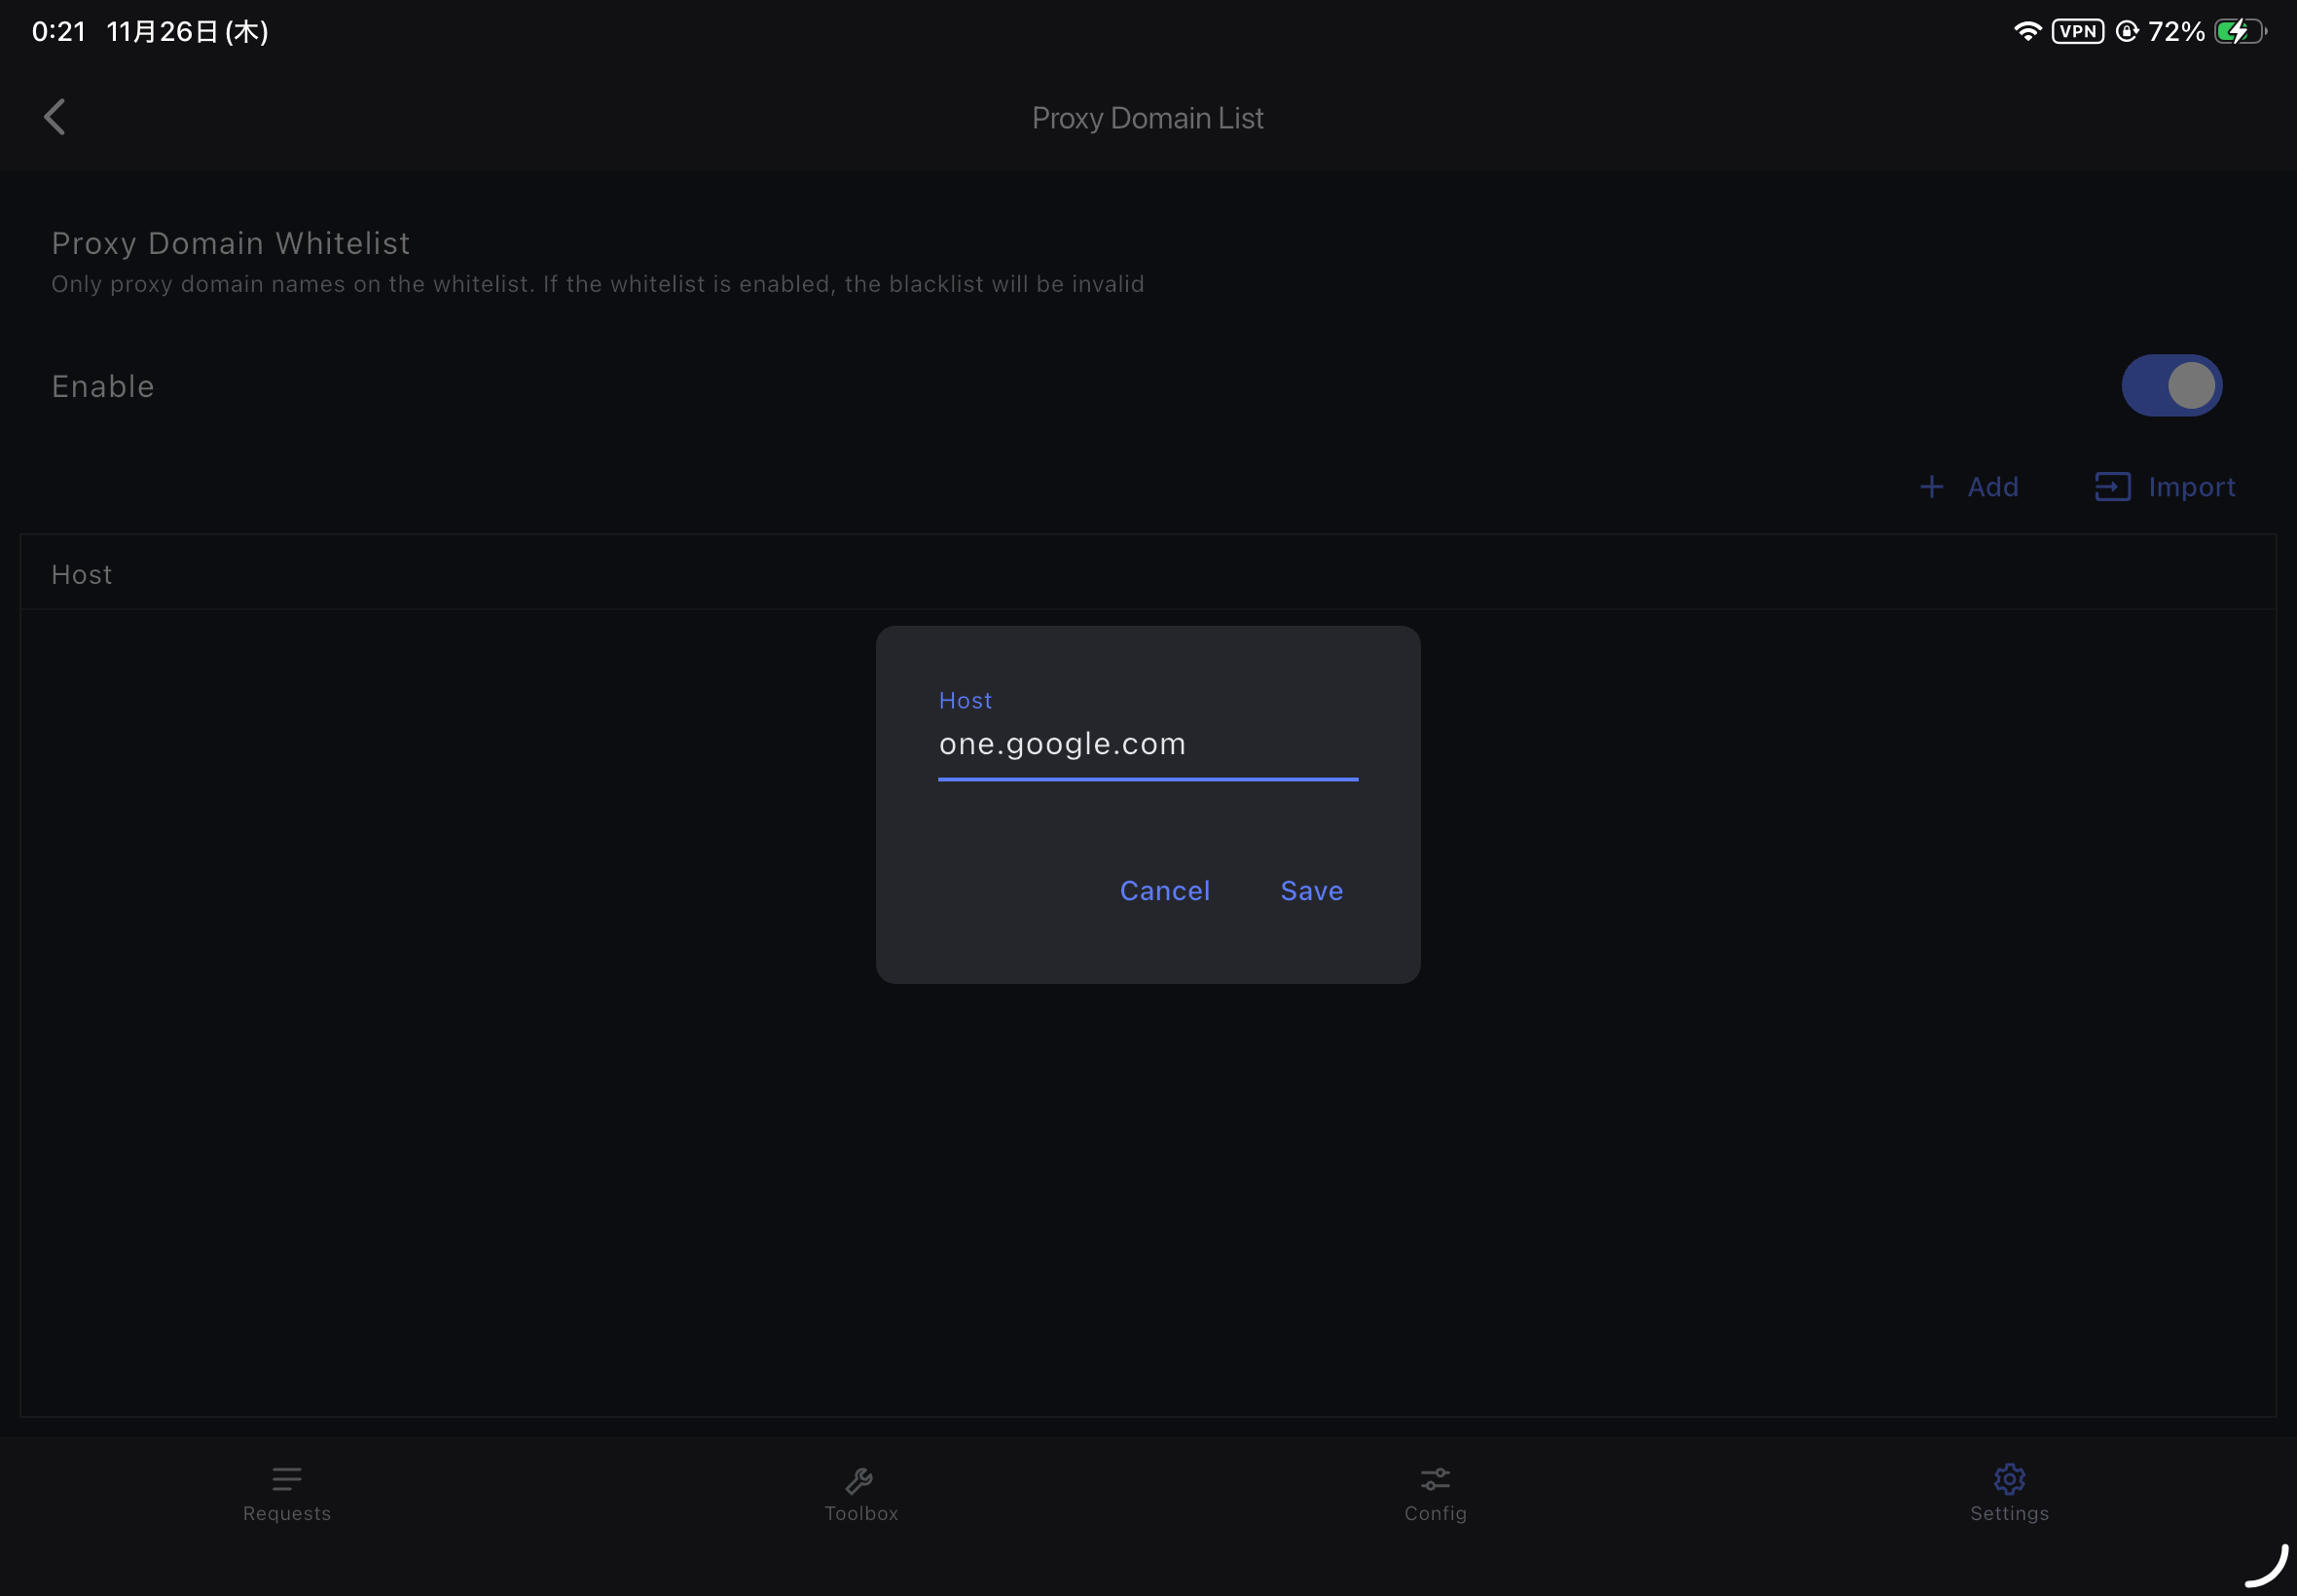 0:21 11月26日(木)
VPN 72%
Proxy Domain List
Proxy Domain Whitelist
Only proxy domain names on the whitelist. If the whitelist is enabled, the blacklist will be invalid
Enable
Add Import
Host
Host
one.google.com
Cancel Save
Requests Toolbox Config Settings